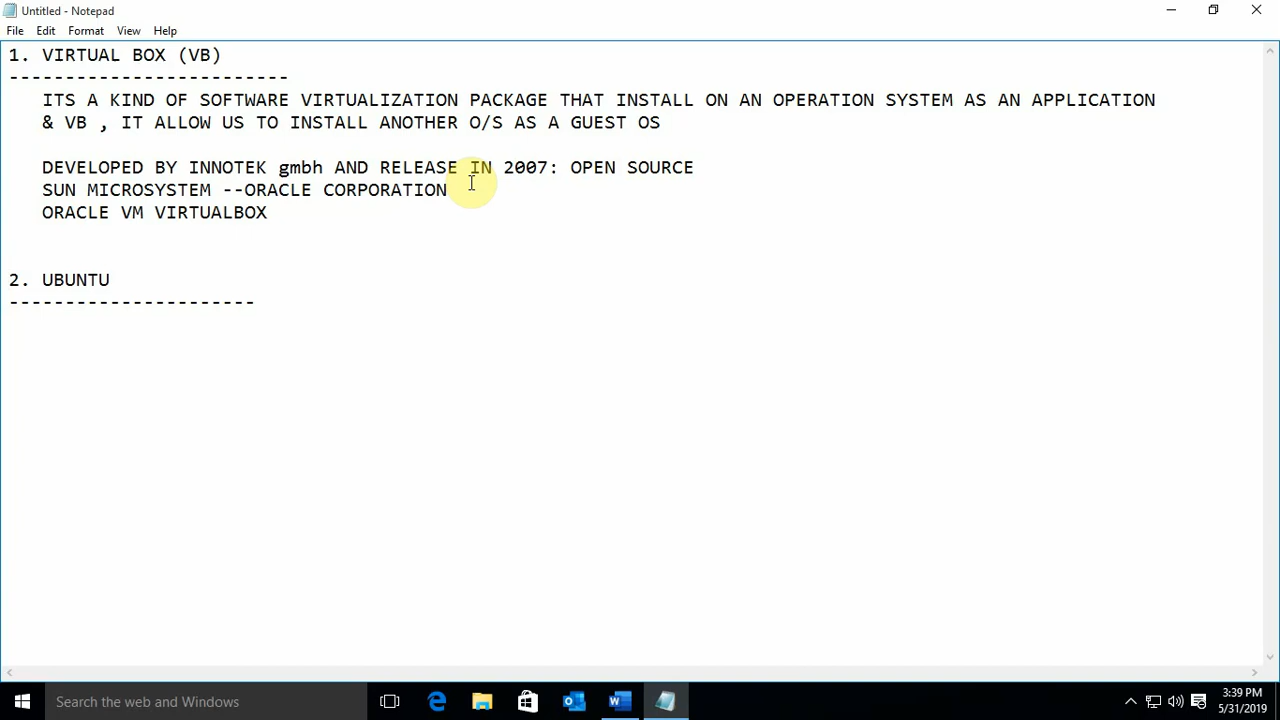 Untitled - Notepad
File Edit Format View Help
1. VIRTUAL BOX (VB)
-------------------------
ITS A KIND OF SOFTWARE VIRTUALIZATION PACKAGE THAT INSTALL ON AN OPERATION SYSTEM AS AN APPLICATION
& VB , IT ALLOW US TO INSTALL ANOTHER O/S AS A GUEST OS
DEVELOPED BY INNOTEK gmbh AND RELEASE IN 2007: OPEN SOURCE
SUN MICROSYSTEM --ORACLE CORPORATION
ORACLE VM VIRTUALBOX
2. UBUNTU
----------------------
Search the web and Windows
3:39 PM
5/31/2019